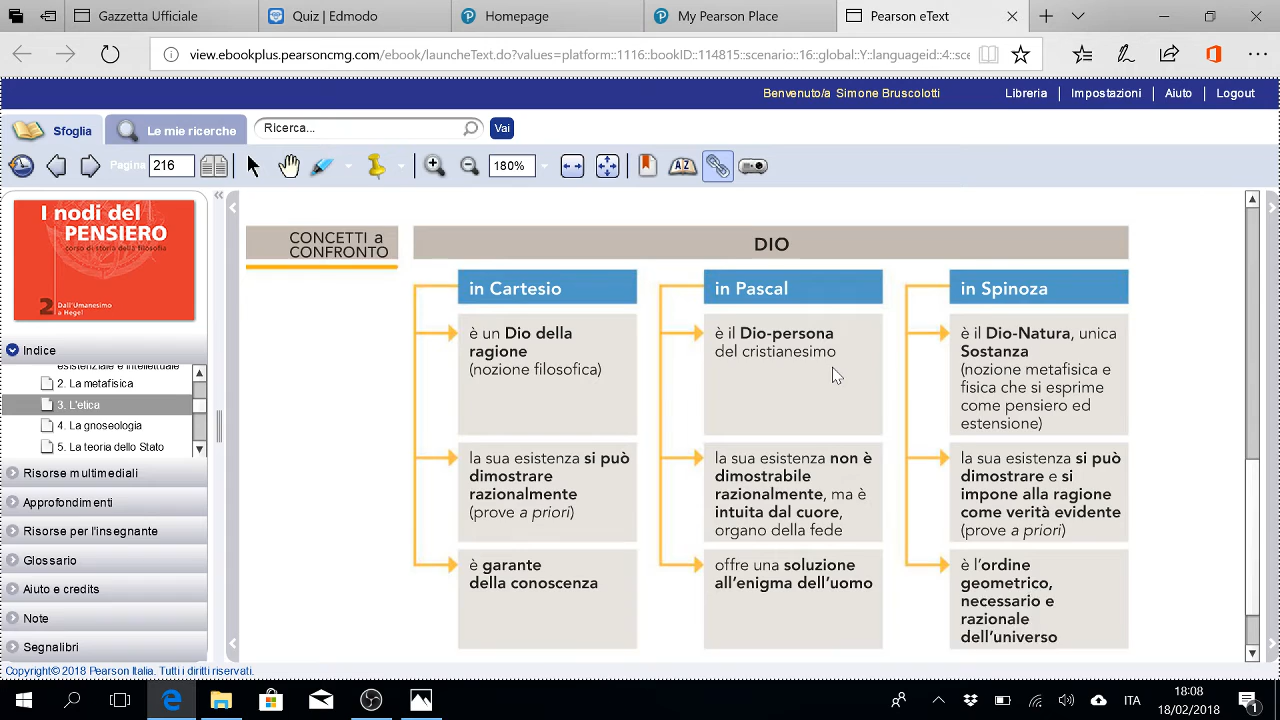 Gazzetta Ufficiale
Quiz | Edmodo
Homepage
My Pearson Place
Pearson eText
view.ebookplus.pearsoncmg.com/ebook/launcheText.do?values=platform::1116::bookID::114815::scenario::16::global::Y::languageid::4::sce
Benvenuto/a Simone Bruscolotti
Libreria
Impostazioni
Aiuto
Logout
Sfoglia
Le mie ricerche
Ricerca...
Vai
Pagina 216
180%
I nodi del
PENSIERO
corso di storia della filosofia
2 Dall'Umanesimo
a Hegel
Indice
esistenziale e intellettuale
2. La metafisica
3. L'etica
4. La gnoseologia
5. La teoria dello Stato
Risorse multimediali
Approfondimenti
Risorse per l'insegnante
Glossario
Aiuto e crediti
Note
Segnalibri
CONCETTI a
CONFRONTO
DIO
in Cartesio
è un Dio della
ragione
(nozione filosofica)
la sua esistenza si può
dimostrare
razionalmente
(prove a priori)
è garante
della conoscenza
in Pascal
è il Dio-persona
del cristianesimo
la sua esistenza non è
dimostrabile
razionalmente, ma è
intuita dal cuore,
organo della fede
offre una soluzione
all'enigma dell'uomo
in Spinoza
è il Dio-Natura, unica
Sostanza
(nozione metafisica e
fisica che si esprime
come pensiero ed
estensione)
la sua esistenza si può
dimostrare e si
impone alla ragione
come verità evidente
(prove a priori)
è l'ordine
geometrico,
necessario e
razionale
dell'universo
Copyright© 2018 Pearson Italia. Tutti i diritti riservati.
ITA
18:08
18/02/2018
1